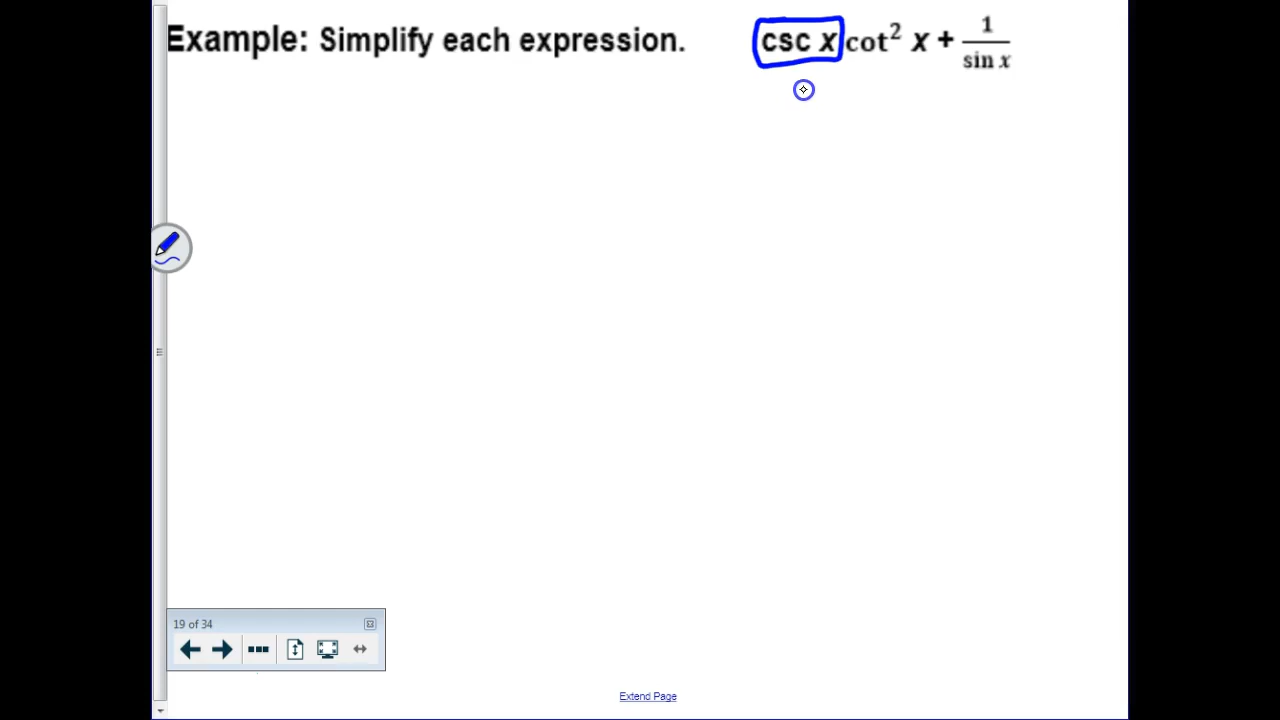 Example: Simplify each expression. csc x cot² x + 1/sin x
19 of 34
Extend Page